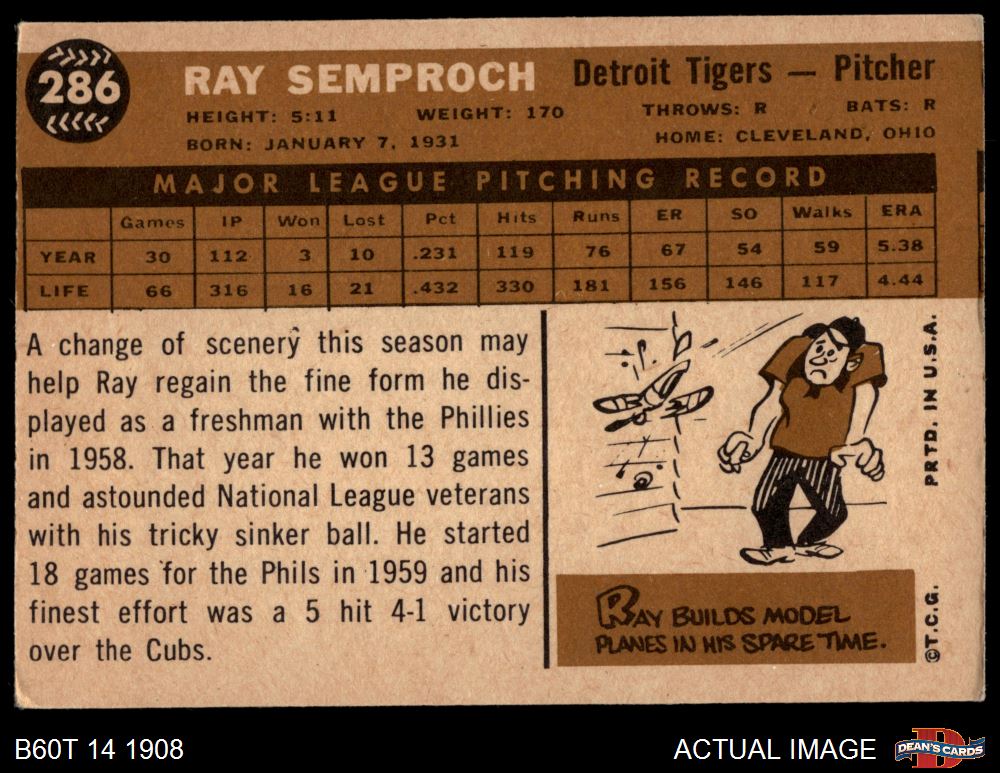 286
RAY SEMPROCH Detroit Tigers — Pitcher
HEIGHT: 5:11 WEIGHT: 170 THROWS: R BATS: R
BORN: JANUARY 7, 1931 HOME: CLEVELAND, OHIO
MAJOR LEAGUE PITCHING RECORD
Games IP Won Lost Pct Hits Runs ER SO Walks ERA
YEAR 30 112 3 10 .231 119 76 67 54 59 5.38
LIFE 66 316 16 21 .432 330 181 156 146 117 4.44
A change of scenery this season may
help Ray regain the fine form he dis-
played as a freshman with the Phillies
in 1958. That year he won 13 games
and astounded National League veterans
with his tricky sinker ball. He started
18 games for the Phils in 1959 and his
finest effort was a 5 hit 4-1 victory
over the Cubs.
RAY BUILDS MODEL
PLANES IN HIS SPARE TIME.
PRTD. IN U.S.A.
©T.C.G.
B60T 14 1908
ACTUAL IMAGE
D
DEAN'S CARDS